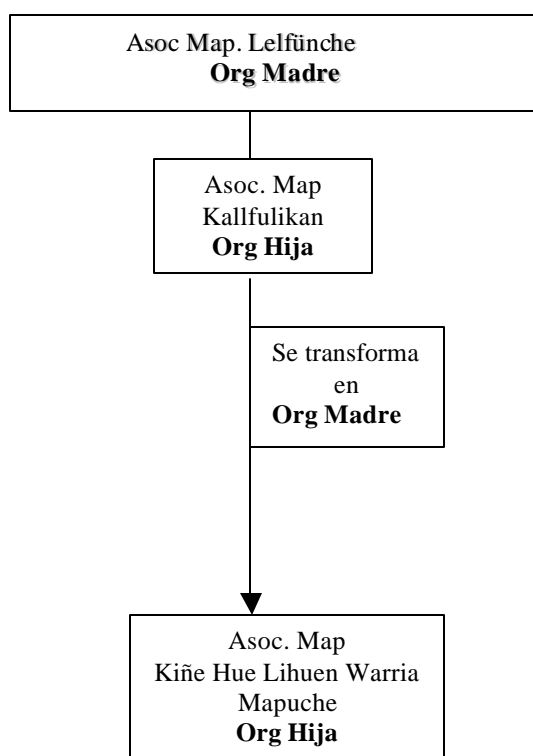 Asoc Map. Lelfünche
Org Madre
Asoc. Map
Kallfulikan
Org Hija
Se transforma
en
Org Madre
Asoc. Map
Kiñe Hue Lihuen Warria
Mapuche
Org Hija